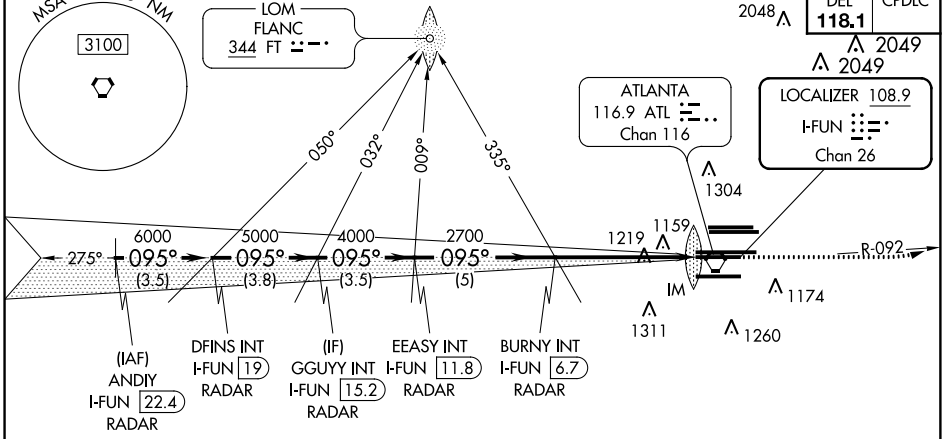 MSA
NM
3100
LOM
FLANC
344 FT
2048
DEL
CPDLC
118.1
2049
2049
ATLANTA
116.9 ATL
Chan 116
LOCALIZER 108.9
I-FUN
Chan 26
1304
050°
032°
009°
335°
6000
5000
4000
2700
275°
095°
095°
095°
095°
(3.5)
(3.8)
(3.5)
(5)
1219
1159
IM
R-092
1174
1311
1260
(IAF)
ANDIY
I-FUN 22.4
RADAR
DFINS INT
I-FUN 19
RADAR
(IF)
GGUYY INT
I-FUN 15.2
RADAR
EEASY INT
I-FUN 11.8
RADAR
BURNY INT
I-FUN 6.7
RADAR